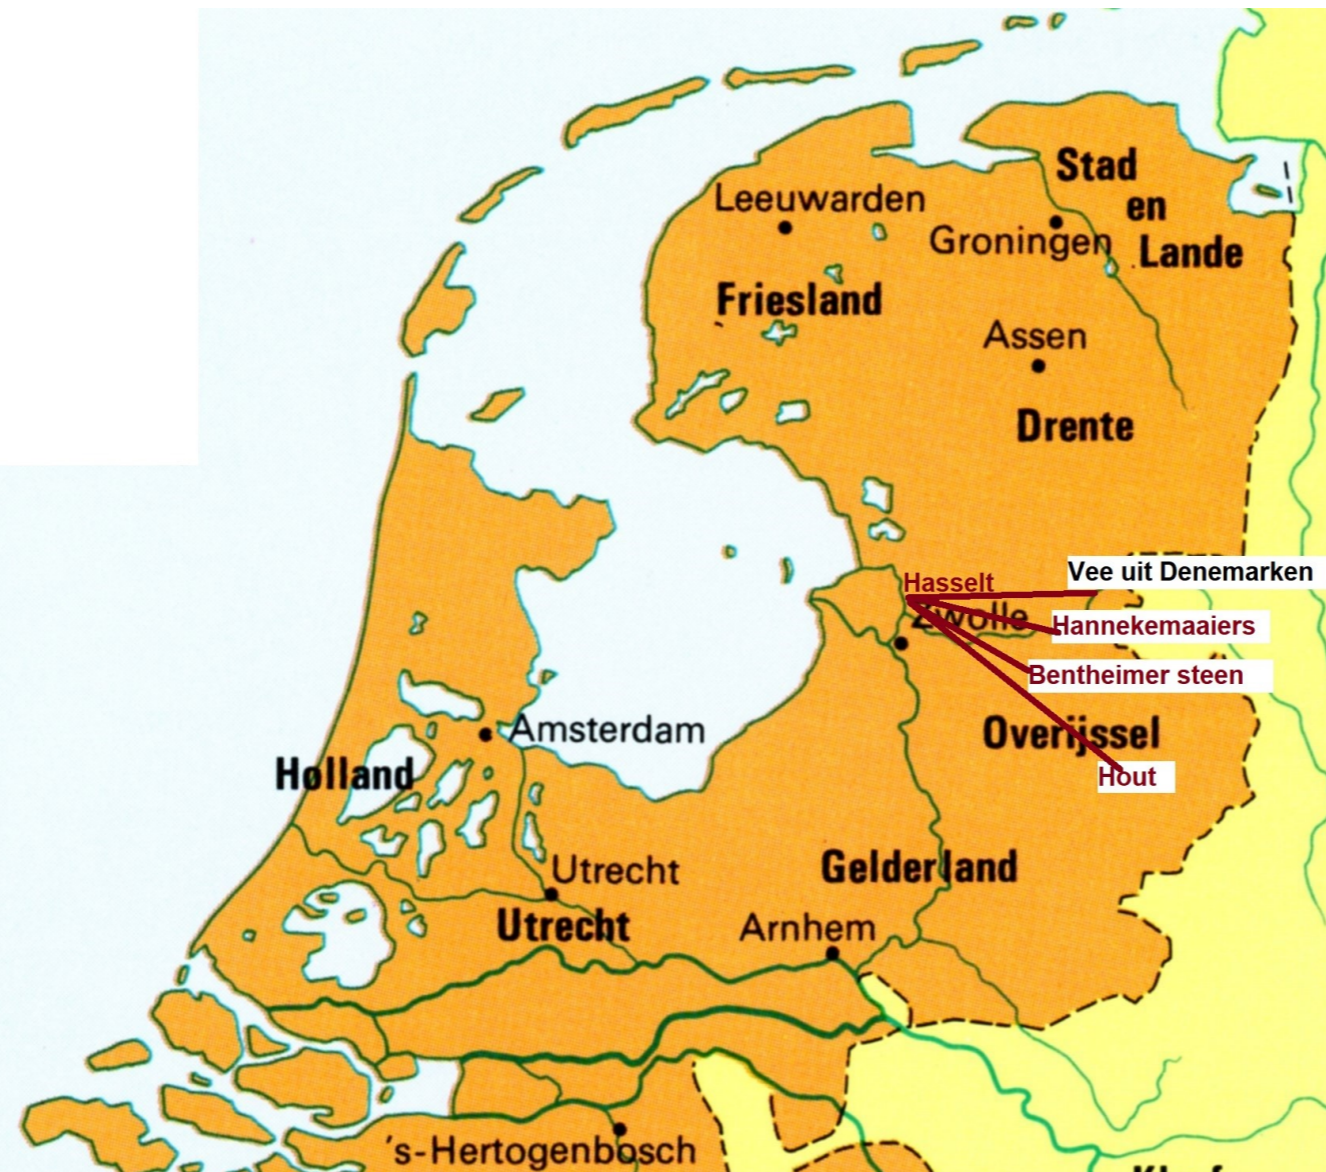 Stad
en
Lande
Leeuwarden
Groningen
Friesland
Assen
Drente
Vee uit Denemarken
Hasselt
Zwolle
Hannekemaaiers
Bentheimer steen
Overijssel
Amsterdam
Holland
Hout
Utrecht
Gelderland
Utrecht
Arnhem
's-Hertogenbosch